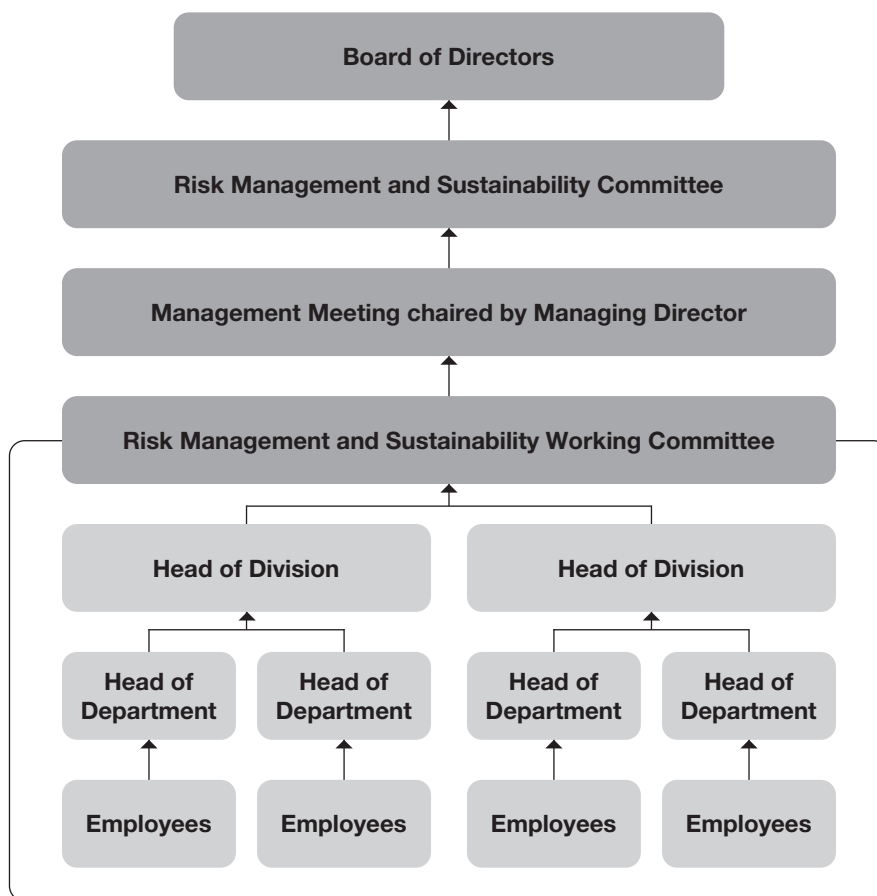 Board of Directors
Risk Management and Sustainability Committee
Management Meeting chaired by Managing Director
Risk Management and Sustainability Working Committee
Head of Division
Head of Division
Head of
Department
Head of
Department
Head of
Department
Head of
Department
Employees
Employees
Employees
Employees